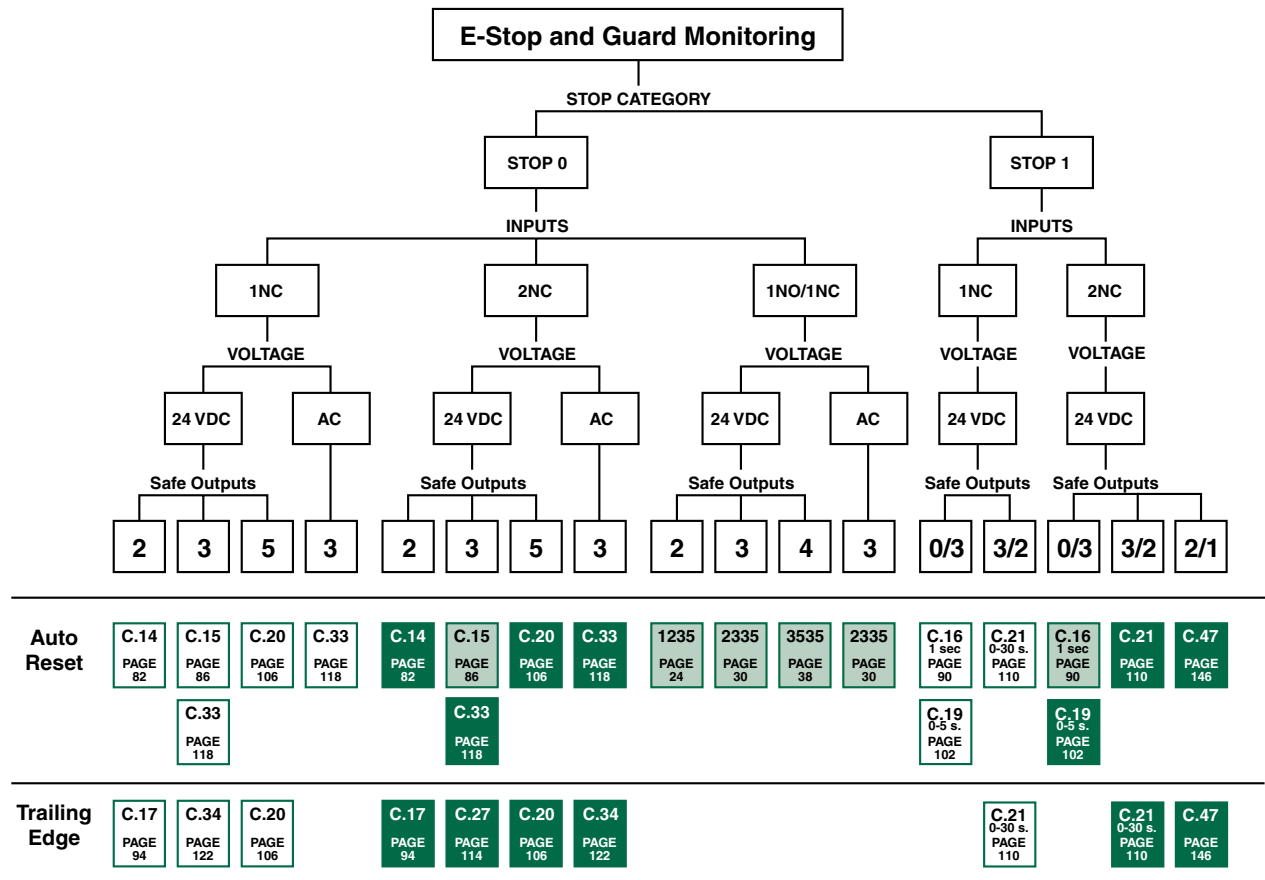 E-Stop and Guard Monitoring
STOP CATEGORY
STOP 0
STOP 1
INPUTS
INPUTS
1NC
2NC
1NO/1NC
1NC
2NC
VOLTAGE
VOLTAGE
VOLTAGE
VOLTAGE
VOLTAGE
24 VDC
AC
24 VDC
AC
24 VDC
AC
24 VDC
24 VDC
Safe Outputs
Safe Outputs
Safe Outputs
Safe Outputs
Safe Outputs
2
3
5
3
2
3
5
3
2
3
4
3
0/3
3/2
0/3
3/2
2/1
Auto
Reset
C.14
PAGE
82
C.15
PAGE
86
C.20
PAGE
106
C.33
PAGE
118
C.14
PAGE
82
C.15
PAGE
86
C.20
PAGE
106
C.33
PAGE
118
1235
PAGE
24
2335
PAGE
30
3535
PAGE
38
2335
PAGE
30
C.16
1 sec
PAGE
90
C.21
0-30 s.
PAGE
110
C.16
1 sec
PAGE
90
C.21
PAGE
110
C.47
PAGE
146
C.33
PAGE
118
C.33
PAGE
118
C.19
0-5 s.
PAGE
102
C.19
0-5 s.
PAGE
102
Trailing
Edge
C.17
PAGE
94
C.34
PAGE
122
C.20
PAGE
106
C.17
PAGE
94
C.27
PAGE
114
C.20
PAGE
106
C.34
PAGE
122
C.21
0-30 s.
PAGE
110
C.21
0-30 s.
PAGE
110
C.47
PAGE
146